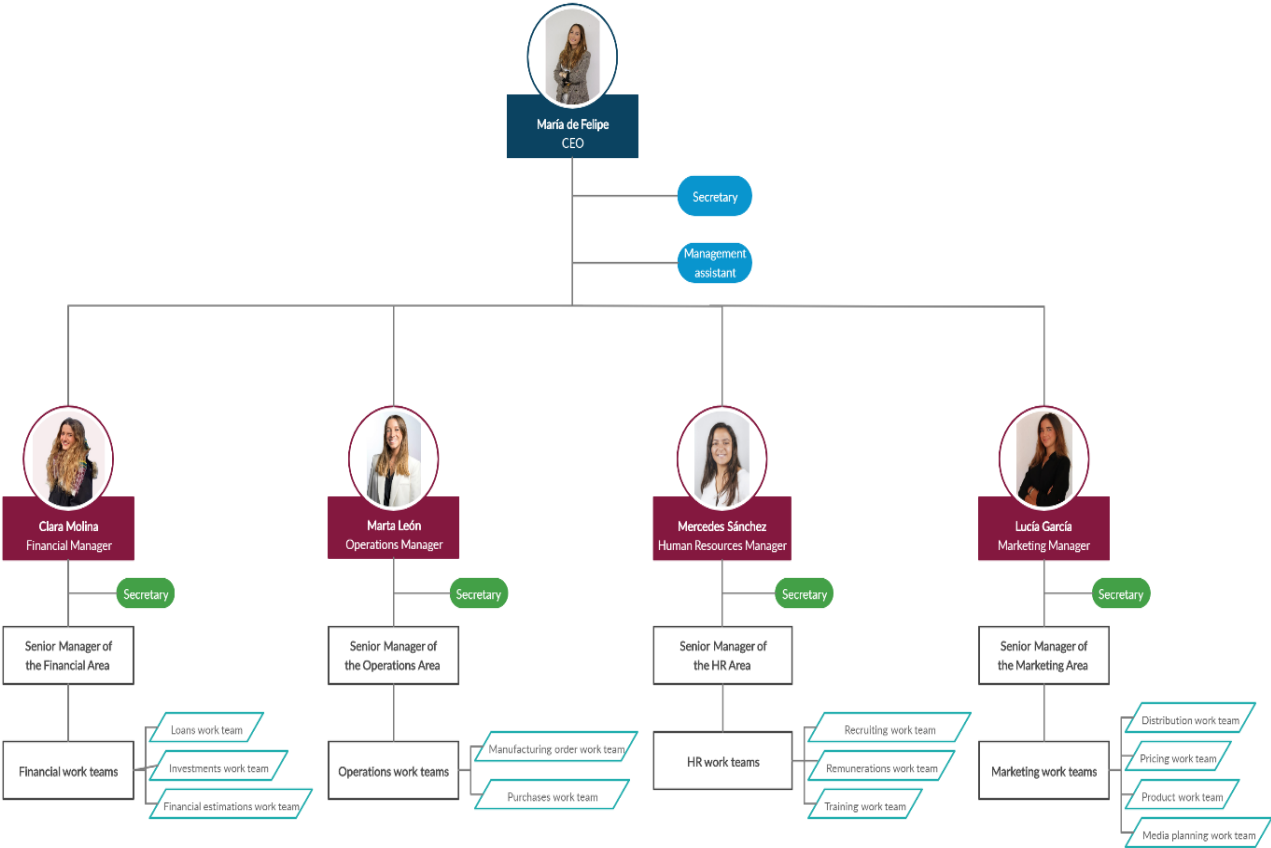 María de Felipe
CEO
Secretary
Management
assistant
Clara Molina
Financial Manager
Marta León
Operations Manager
Mercedes Sánchez
Human Resources Manager
Lucía García
Marketing Manager
Secretary
Secretary
Secretary
Secretary
Senior Manager of
the Financial Area
Senior Manager of
the Operations Area
Senior Manager of
the HR Area
Senior Manager of
the Marketing Area
Financial work teams
Loans work team
Investments work team
Financial estimations work team
Operations work teams
Manufacturing order work team
Purchases work team
HR work teams
Recruiting work team
Remunerations work team
Training work team
Marketing work teams
Distribution work team
Pricing work team
Product work team
Media planning work team